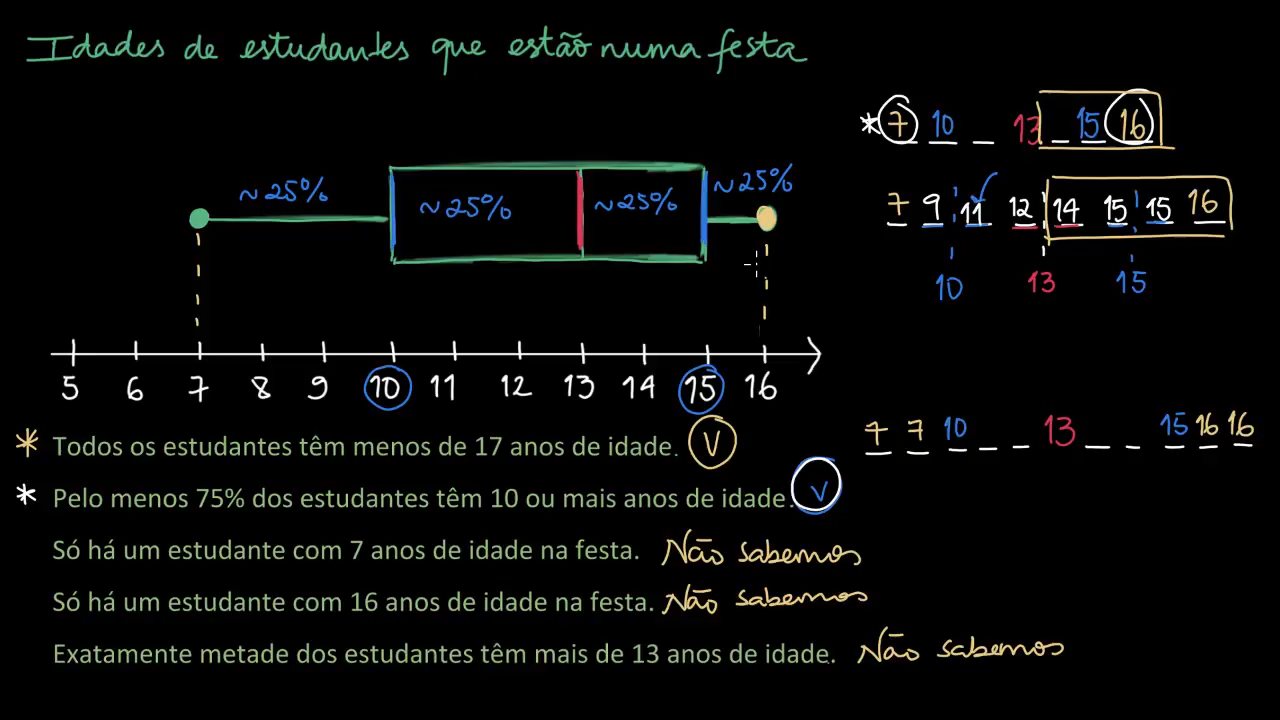 Idades de estudantes que estão numa festa
* 7 10 _ 13 _ 15 16
~25% ~25% ~25% ~25%
7 9 11 12 14 15 15 16
10 13 15
5 6 7 8 9 10 11 12 13 14 15 16
* Todos os estudantes têm menos de 17 anos de idade. V
7 7 10 _ _ 13 _ _ 15 16 16
* Pelo menos 75% dos estudantes têm 10 ou mais anos de idade. V
Só há um estudante com 7 anos de idade na festa. Não sabemos
Só há um estudante com 16 anos de idade na festa. Não sabemos
Exatamente metade dos estudantes têm mais de 13 anos de idade. Não sabemos